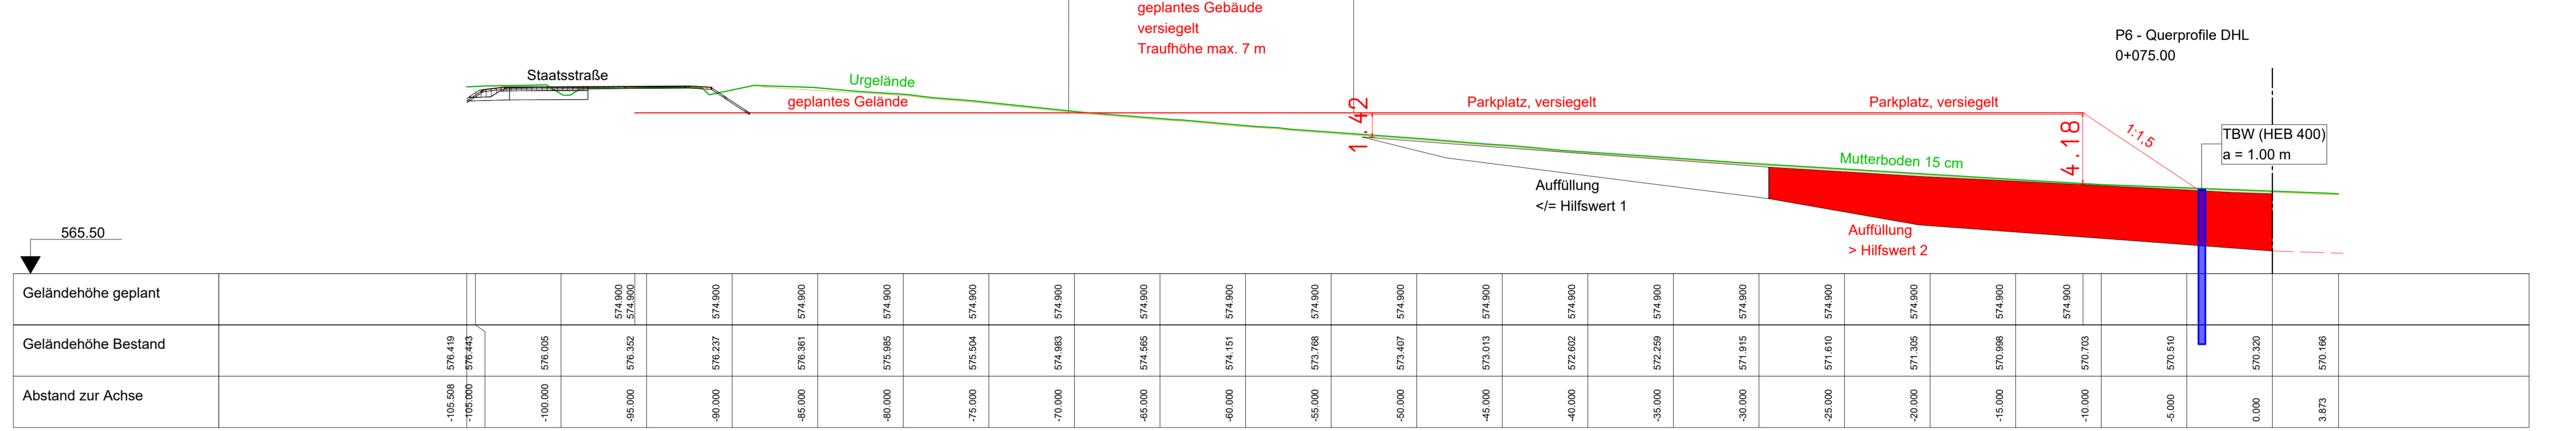 geplantes Gebäude
versiegelt
Traufhöhe max. 7 m
P6 - Querprofile DHL
0+075.00
Staatsstraße
Urgelände
geplantes Gelände
1.42
Parkplatz, versiegelt
Parkplatz, versiegelt
4.18
1:1,5
TBW (HEB 400)
a = 1.00 m
Mutterboden 15 cm
Auffüllung
</= Hilfswert 1
Auffüllung
> Hilfswert 2
565.50
Geländehöhe geplant 574.900 574.900 574.900 574.900 574.900 574.900 574.900 574.900 574.900 574.900 574.900 574.900 574.900 574.900 574.900 574.900 574.900 574.900 574.900
Geländehöhe Bestand 576.419 576.443 576.005 576.352 576.237 576.361 575.985 575.504 574.983 574.565 574.151 573.768 573.407 573.013 572.602 572.259 571.915 571.610 571.305 570.998 570.703 570.510 570.320 570.166
Abstand zur Achse -105.508 -105.000 -100.000 -95.000 -90.000 -85.000 -80.000 -75.000 -70.000 -65.000 -60.000 -55.000 -50.000 -45.000 -40.000 -35.000 -30.000 -25.000 -20.000 -15.000 -10.000 -5.000 0.000 3.873